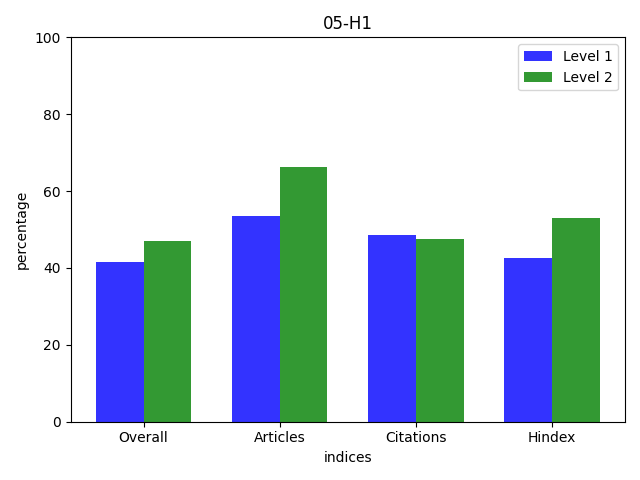 05-H1
100
80
60
40
20
0
percentage
Level 1
Level 2
Overall Articles Citations Hindex
indices